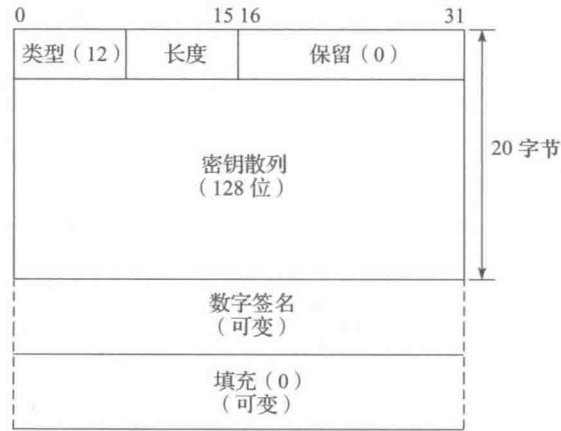 0 15 16 31
类型（12） 长度 保留（0）
20 字节
密钥散列
（128 位）
数字签名
（可变）
填充（0）
（可变）